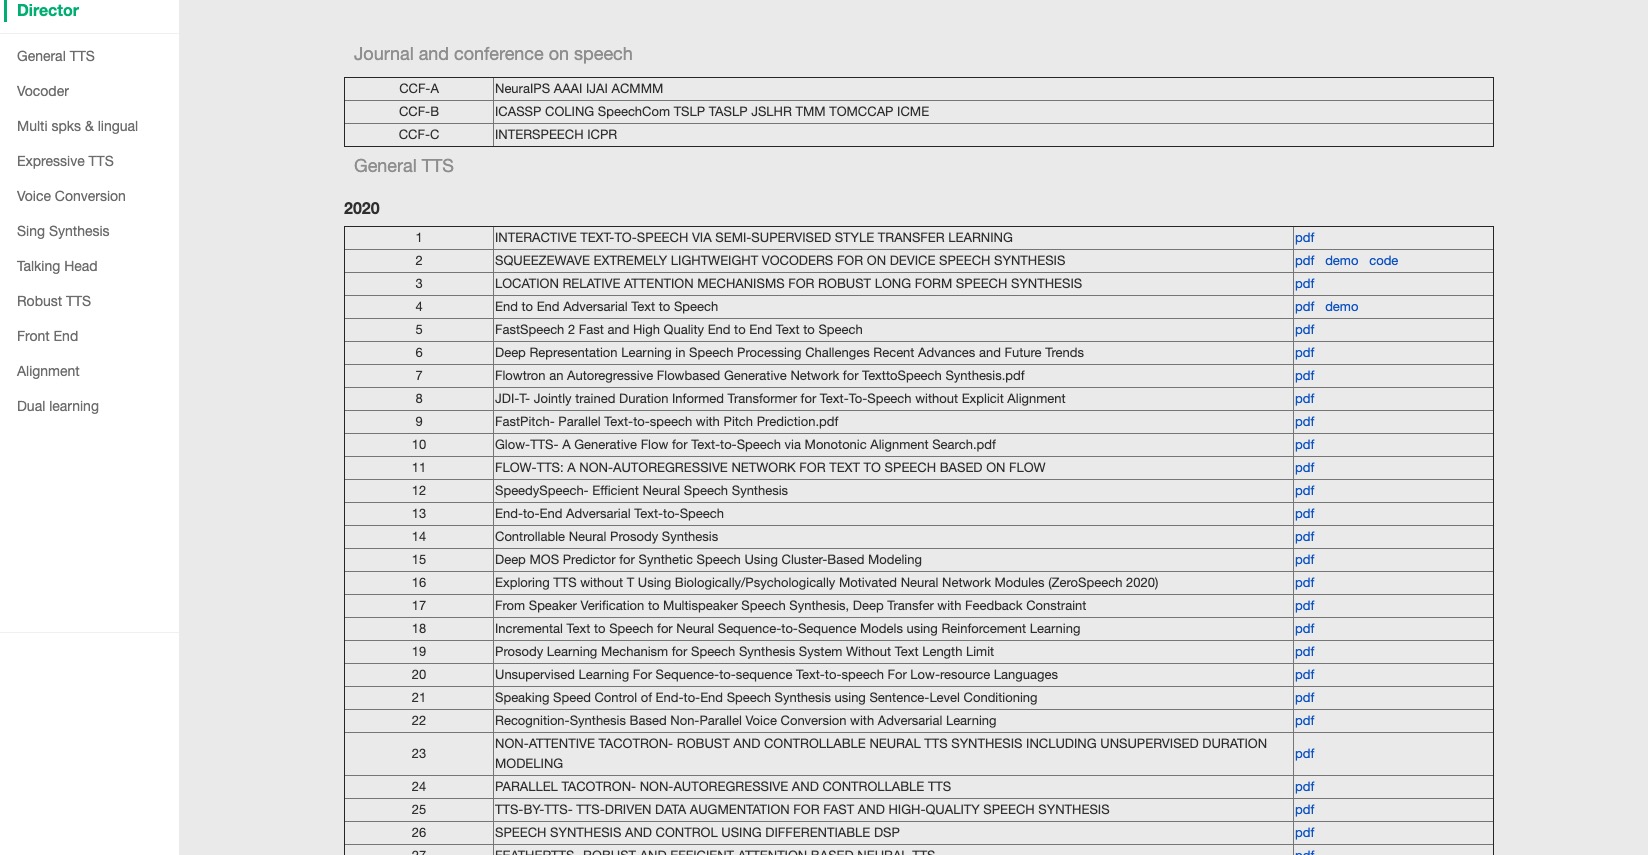 Director
General TTS
Vocoder
Multi spks & lingual
Expressive TTS
Voice Conversion
Sing Synthesis
Talking Head
Robust TTS
Front End
Alignment
Dual learning
Journal and conference on speech
CCF-A NeuralPS AAAI IJAI ACMMM
CCF-B ICASSP COLING SpeechCom TSLP TASLP JSLHR TMM TOMCCAP ICME
CCF-C INTERSPEECH ICPR
General TTS
2020
1 INTERACTIVE TEXT-TO-SPEECH VIA SEMI-SUPERVISED STYLE TRANSFER LEARNING pdf
2 SQUEEZEWAVE EXTREMELY LIGHTWEIGHT VOCODERS FOR ON DEVICE SPEECH SYNTHESIS pdf demo code
3 LOCATION RELATIVE ATTENTION MECHANISMS FOR ROBUST LONG FORM SPEECH SYNTHESIS pdf
4 End to End Adversarial Text to Speech pdf demo
5 FastSpeech 2 Fast and High Quality End to End Text to Speech pdf
6 Deep Representation Learning in Speech Processing Challenges Recent Advances and Future Trends pdf
7 Flowtron an Autoregressive Flowbased Generative Network for TexttoSpeech Synthesis.pdf pdf
8 JDI-T- Jointly trained Duration Informed Transformer for Text-To-Speech without Explicit Alignment pdf
9 FastPitch- Parallel Text-to-speech with Pitch Prediction.pdf pdf
10 Glow-TTS- A Generative Flow for Text-to-Speech via Monotonic Alignment Search.pdf pdf
11 FLOW-TTS: A NON-AUTOREGRESSIVE NETWORK FOR TEXT TO SPEECH BASED ON FLOW pdf
12 SpeedySpeech- Efficient Neural Speech Synthesis pdf
13 End-to-End Adversarial Text-to-Speech pdf
14 Controllable Neural Prosody Synthesis pdf
15 Deep MOS Predictor for Synthetic Speech Using Cluster-Based Modeling pdf
16 Exploring TTS without T Using Biologically/Psychologically Motivated Neural Network Modules (ZeroSpeech 2020) pdf
17 From Speaker Verification to Multispeaker Speech Synthesis, Deep Transfer with Feedback Constraint pdf
18 Incremental Text to Speech for Neural Sequence-to-Sequence Models using Reinforcement Learning pdf
19 Prosody Learning Mechanism for Speech Synthesis System Without Text Length Limit pdf
20 Unsupervised Learning For Sequence-to-sequence Text-to-speech For Low-resource Languages pdf
21 Speaking Speed Control of End-to-End Speech Synthesis using Sentence-Level Conditioning pdf
22 Recognition-Synthesis Based Non-Parallel Voice Conversion with Adversarial Learning pdf
23 NON-ATTENTIVE TACOTRON- ROBUST AND CONTROLLABLE NEURAL TTS SYNTHESIS INCLUDING UNSUPERVISED DURATION
MODELING pdf
24 PARALLEL TACOTRON- NON-AUTOREGRESSIVE AND CONTROLLABLE TTS pdf
25 TTS-BY-TTS- TTS-DRIVEN DATA AUGMENTATION FOR FAST AND HIGH-QUALITY SPEECH SYNTHESIS pdf
26 SPEECH SYNTHESIS AND CONTROL USING DIFFERENTIABLE DSP pdf
27 FEATHERTTS- ROBUST AND EFFICIENT ATTENTION BASED NEURAL TTS pdf